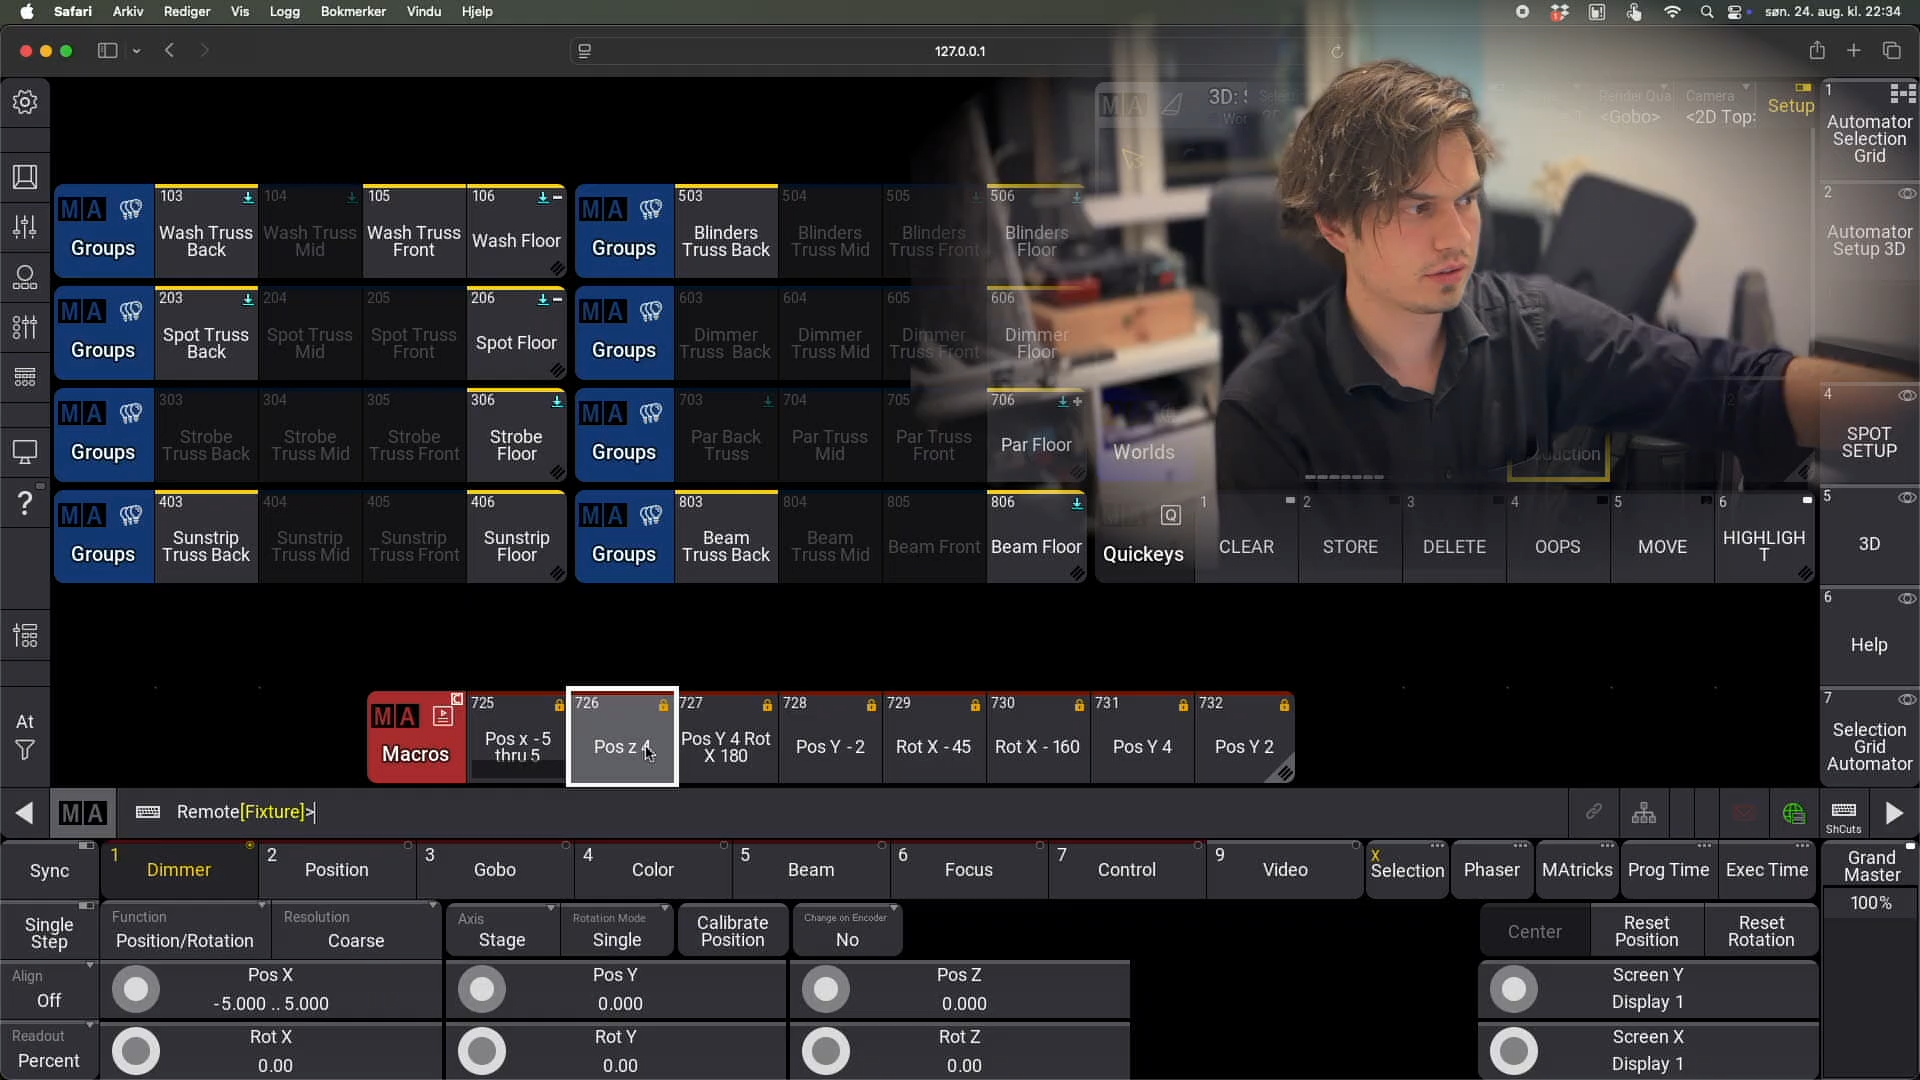 Safari Arkiv Rediger Vis Logg Bokmerker Vindu Hjelp
søn. 24. aug. kl. 22:34
127.0.0.1
MA 3D: Setup
Render Qua
<Gobo>
Camera
<2D Top:
1
Automator
Selection
Grid
2
Automator
Setup 3D
4
SPOT
SETUP
5
3D
6
Help
7
Selection
Grid
Automator
MA
Groups
103
Wash Truss
Back
104
Wash Truss
Mid
105
Wash Truss
Front
106
Wash Floor
MA
Groups
503
Blinders
Truss Back
504
Blinders
Truss Mid
505
Blinders
Truss Front
506
Blinders
Floor
MA
Groups
203
Spot Truss
Back
204
Spot Truss
Mid
205
Spot Truss
Front
206
Spot Floor
MA
Groups
603
Dimmer
Truss Back
604
Dimmer
Truss Mid
605
Dimmer
Truss Front
606
Dimmer
Floor
MA
Groups
303
Strobe
Truss Back
304
Strobe
Truss Mid
305
Strobe
Truss Front
306
Strobe
Floor
MA
Groups
703
Par Back
Truss
704
Par Truss
Mid
705
Par Truss
Front
706
Par Floor
Worlds
MA
Groups
403
Sunstrip
Truss Back
404
Sunstrip
Truss Mid
405
Sunstrip
Truss Front
406
Sunstrip
Floor
MA
Groups
803
Beam
Truss Back
804
Beam
Truss Mid
805
Beam Front
806
Beam Floor
Q
Quickeys
1
CLEAR
2
STORE
3
DELETE
4
OOPS
5
MOVE
6
HIGHLIGH
T
MA
Macros
725
Pos x -5
thru 5
726
Pos z 4
727
Pos Y 4 Rot
X 180
728
Pos Y -2
729
Rot X -45
730
Rot X -160
731
Pos Y 4
732
Pos Y 2
At
MA Remote[Fixture]>
ShCuts
Sync
1 Dimmer
2 Position
3 Gobo
4 Color
5 Beam
6 Focus
7 Control
9 Video
X
Selection
Phaser
MAtricks
Prog Time
Exec Time
Grand
Master
100%
Single
Step
Function
Position/Rotation
Resolution
Coarse
Axis
Stage
Rotation Mode
Single
Calibrate
Position
Change on Encoder
No
Center
Reset
Position
Reset
Rotation
Align
Off
Pos X
-5.000 .. 5.000
Pos Y
0.000
Pos Z
0.000
Screen Y
Display 1
Readout
Percent
Rot X
0.00
Rot Y
0.00
Rot Z
0.00
Screen X
Display 1